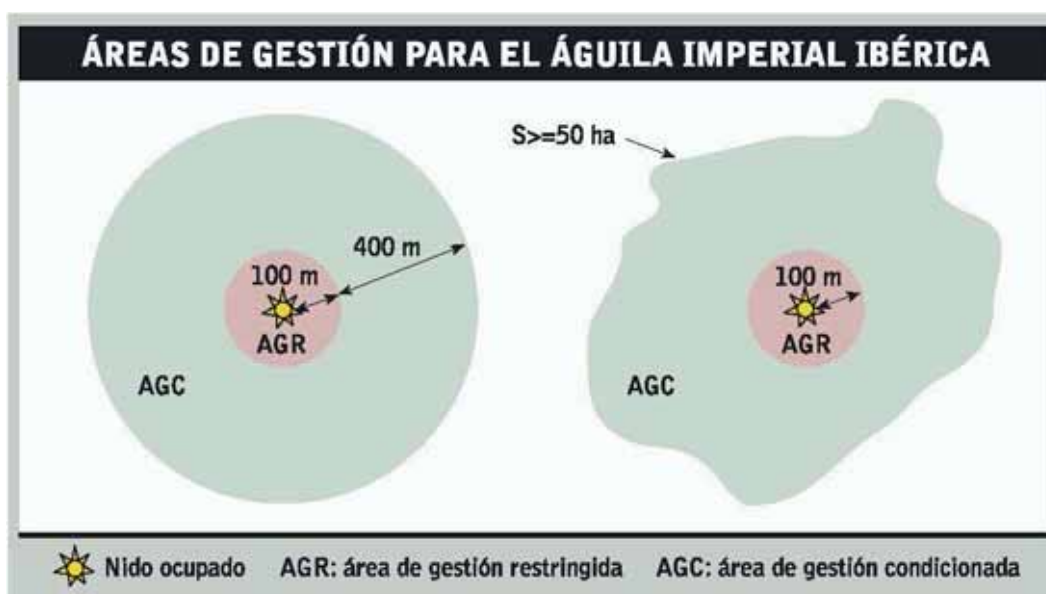 ÁREAS DE GESTIÓN PARA EL ÁGUILA IMPERIAL IBÉRICA
400 m
100 m
AGR
AGC
S>=50 ha
100 m
AGR
AGC
Nido ocupado AGR: área de gestión restringida AGC: área de gestión condicionada